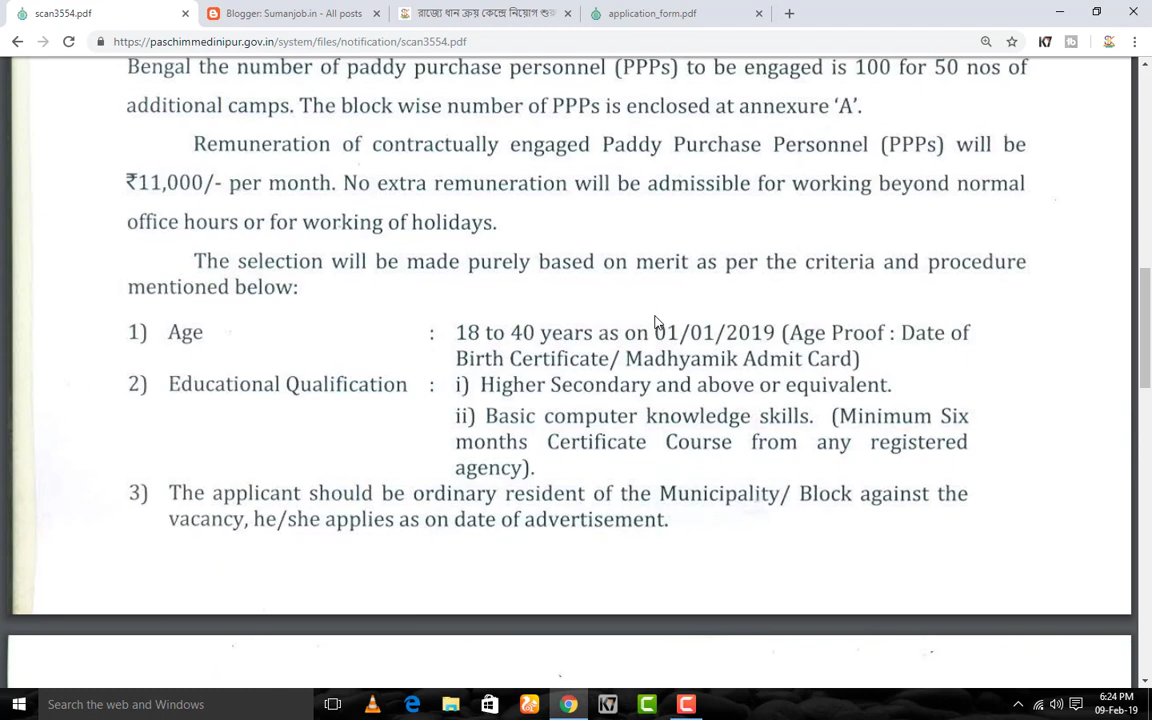 scan3554.pdf
Blogger: Sumanjob.in - All posts
রাজ্যে ধান ক্রয় কেন্দ্রে নিয়োগ শুরু
application_form.pdf
https://paschimmedinipur.gov.in/system/files/notification/scan3554.pdf
Bengal the number of paddy purchase personnel (PPPs) to be engaged is 100 for 50 nos of
additional camps. The block wise number of PPPs is enclosed at annexure ‘A’.
Remuneration of contractually engaged Paddy Purchase Personnel (PPPs) will be
₹11,000/- per month. No extra remuneration will be admissible for working beyond normal
office hours or for working of holidays.
The selection will be made purely based on merit as per the criteria and procedure
mentioned below:
1) Age : 18 to 40 years as on 01/01/2019 (Age Proof : Date of
Birth Certificate/ Madhyamik Admit Card)
2) Educational Qualification : i) Higher Secondary and above or equivalent.
ii) Basic computer knowledge skills. (Minimum Six
months Certificate Course from any registered
agency).
3) The applicant should be ordinary resident of the Municipality/ Block against the
vacancy, he/she applies as on date of advertisement.
Search the web and Windows
6:24 PM
09-Feb-19